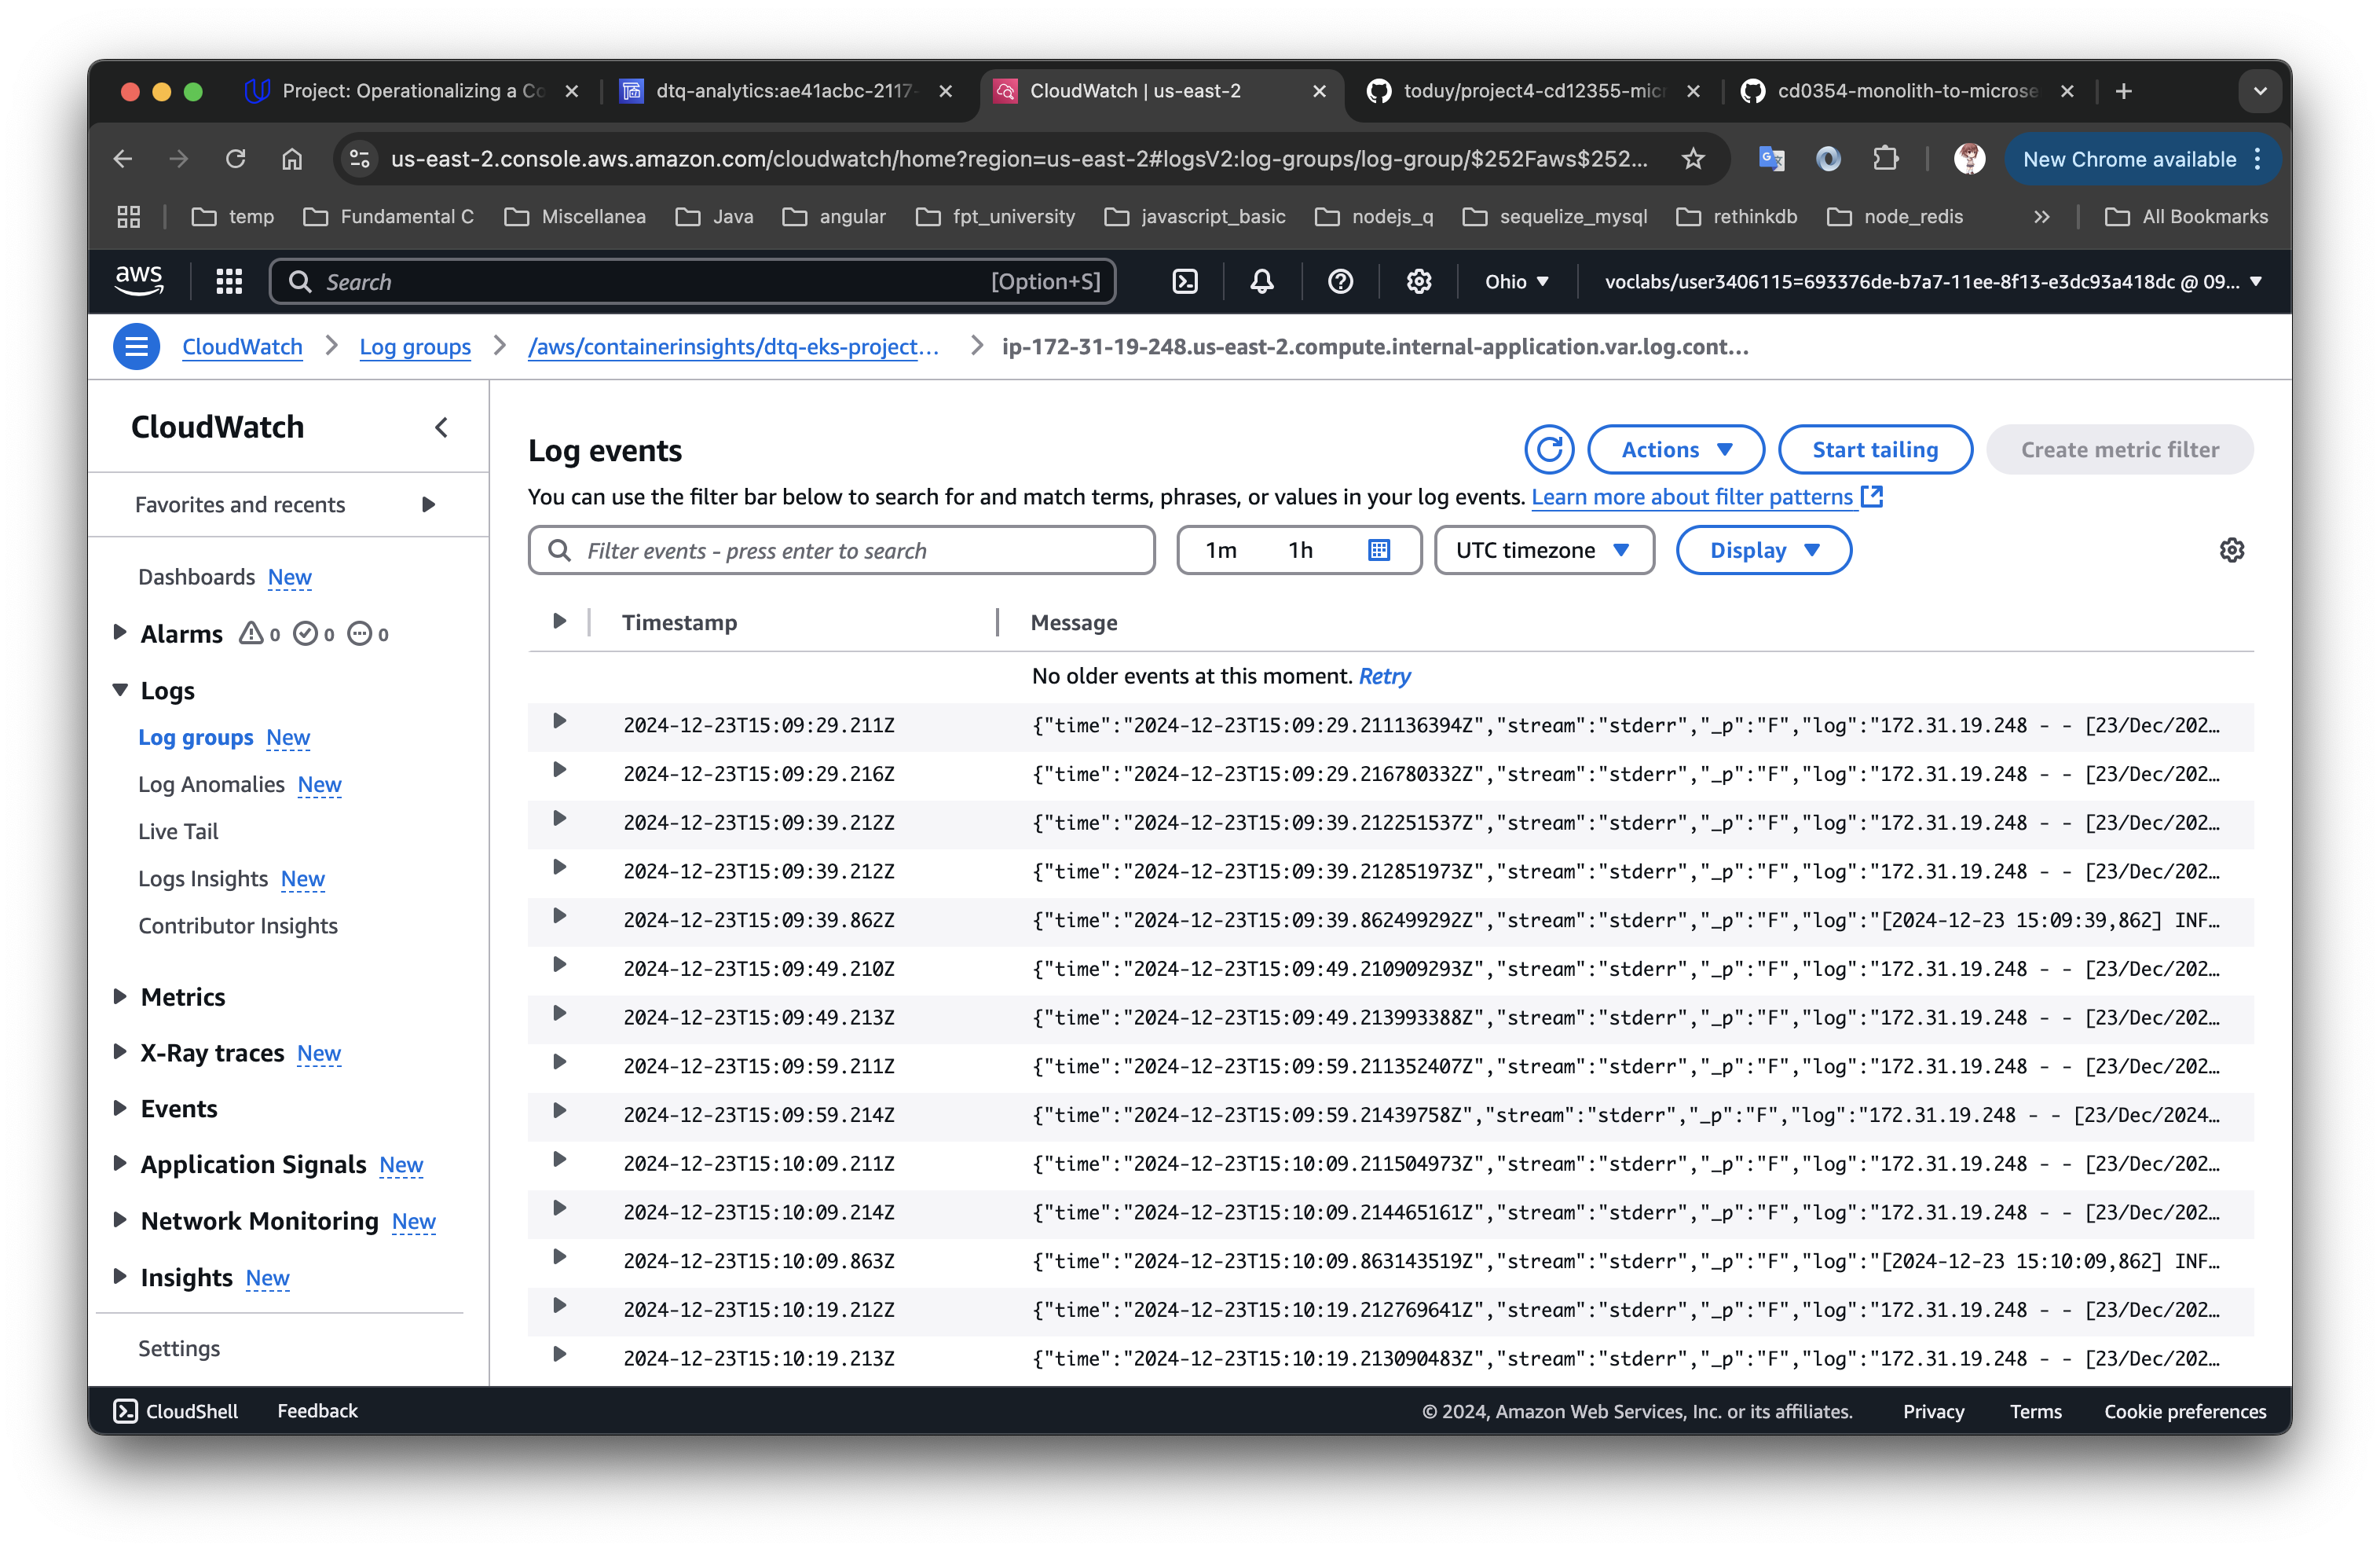 Project: Operationalizing a Co
dtq-analytics:ae41acbc-2117-
CloudWatch | us-east-2
toduy/project4-cd12355-micr
cd0354-monolith-to-microse
us-east-2.console.aws.amazon.com/cloudwatch/home?region=us-east-2#logsV2:log-groups/log-group/$252Faws$252...
New Chrome available
temp
Fundamental C
Miscellanea
Java
angular
fpt_university
javascript_basic
nodejs_q
sequelize_mysql
rethinkdb
node_redis
All Bookmarks
aws
Search
[Option+S]
Ohio
voclabs/user3406115=693376de-b7a7-11ee-8f13-e3dc93a418dc @ 09...
CloudWatch
Log groups
/aws/containerinsights/dtq-eks-project...
ip-172-31-19-248.us-east-2.compute.internal-application.var.log.cont...
CloudWatch
Favorites and recents
Dashboards New
Alarms 0 0 0
Logs
Log groups New
Log Anomalies New
Live Tail
Logs Insights New
Contributor Insights
Metrics
X-Ray traces New
Events
Application Signals New
Network Monitoring New
Insights New
Settings
Log events
Actions
Start tailing
Create metric filter
You can use the filter bar below to search for and match terms, phrases, or values in your log events. Learn more about filter patterns
Filter events - press enter to search
1m
1h
UTC timezone
Display
Timestamp
Message
No older events at this moment. Retry
2024-12-23T15:09:29.211Z {"time":"2024-12-23T15:09:29.211136394Z","stream":"stderr","_p":"F","log":"172.31.19.248 - - [23/Dec/202...
2024-12-23T15:09:29.216Z {"time":"2024-12-23T15:09:29.216780332Z","stream":"stderr","_p":"F","log":"172.31.19.248 - - [23/Dec/202...
2024-12-23T15:09:39.212Z {"time":"2024-12-23T15:09:39.212251537Z","stream":"stderr","_p":"F","log":"172.31.19.248 - - [23/Dec/202...
2024-12-23T15:09:39.212Z {"time":"2024-12-23T15:09:39.212851973Z","stream":"stderr","_p":"F","log":"172.31.19.248 - - [23/Dec/202...
2024-12-23T15:09:39.862Z {"time":"2024-12-23T15:09:39.862499292Z","stream":"stderr","_p":"F","log":"[2024-12-23 15:09:39,862] INF...
2024-12-23T15:09:49.210Z {"time":"2024-12-23T15:09:49.210909293Z","stream":"stderr","_p":"F","log":"172.31.19.248 - - [23/Dec/202...
2024-12-23T15:09:49.213Z {"time":"2024-12-23T15:09:49.213993388Z","stream":"stderr","_p":"F","log":"172.31.19.248 - - [23/Dec/202...
2024-12-23T15:09:59.211Z {"time":"2024-12-23T15:09:59.211352407Z","stream":"stderr","_p":"F","log":"172.31.19.248 - - [23/Dec/202...
2024-12-23T15:09:59.214Z {"time":"2024-12-23T15:09:59.21439758Z","stream":"stderr","_p":"F","log":"172.31.19.248 - - [23/Dec/2024...
2024-12-23T15:10:09.211Z {"time":"2024-12-23T15:10:09.211504973Z","stream":"stderr","_p":"F","log":"172.31.19.248 - - [23/Dec/202...
2024-12-23T15:10:09.214Z {"time":"2024-12-23T15:10:09.214465161Z","stream":"stderr","_p":"F","log":"172.31.19.248 - - [23/Dec/202...
2024-12-23T15:10:09.863Z {"time":"2024-12-23T15:10:09.863143519Z","stream":"stderr","_p":"F","log":"[2024-12-23 15:10:09,862] INF...
2024-12-23T15:10:19.212Z {"time":"2024-12-23T15:10:19.212769641Z","stream":"stderr","_p":"F","log":"172.31.19.248 - - [23/Dec/202...
2024-12-23T15:10:19.213Z {"time":"2024-12-23T15:10:19.213090483Z","stream":"stderr","_p":"F","log":"172.31.19.248 - - [23/Dec/202...
CloudShell
Feedback
© 2024, Amazon Web Services, Inc. or its affiliates.
Privacy
Terms
Cookie preferences